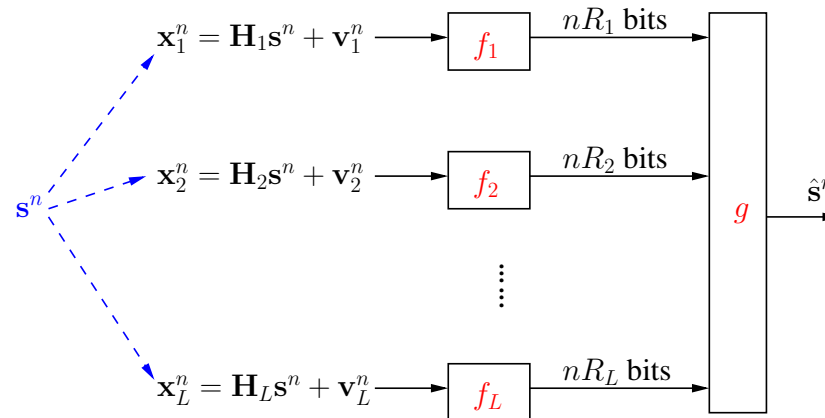 𝐱₁ⁿ = 𝐇₁𝐬ⁿ + 𝐯₁ⁿ f₁ nR₁ bits
𝐱₂ⁿ = 𝐇₂𝐬ⁿ + 𝐯₂ⁿ f₂ nR₂ bits
𝐬ⁿ g ŝⁿ
𝐱_Lⁿ = 𝐇_L𝐬ⁿ + 𝐯_Lⁿ f_L nR_L bits